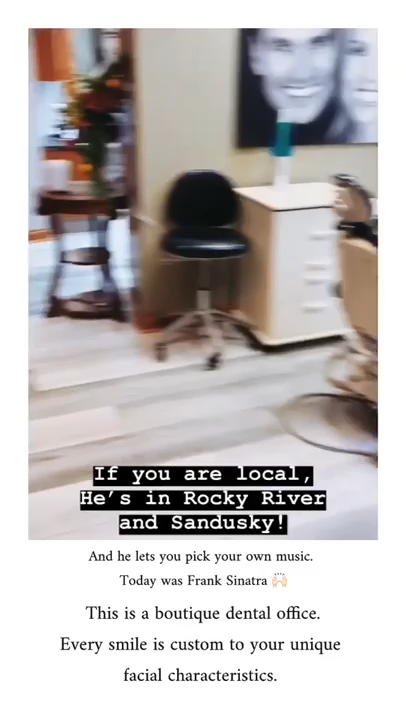 If you are local,
He's in Rocky River
and Sandusky!
And he lets you pick your own music.
Today was Frank Sinatra 🙌🏻
This is a boutique dental office.
Every smile is custom to your unique
facial characteristics.